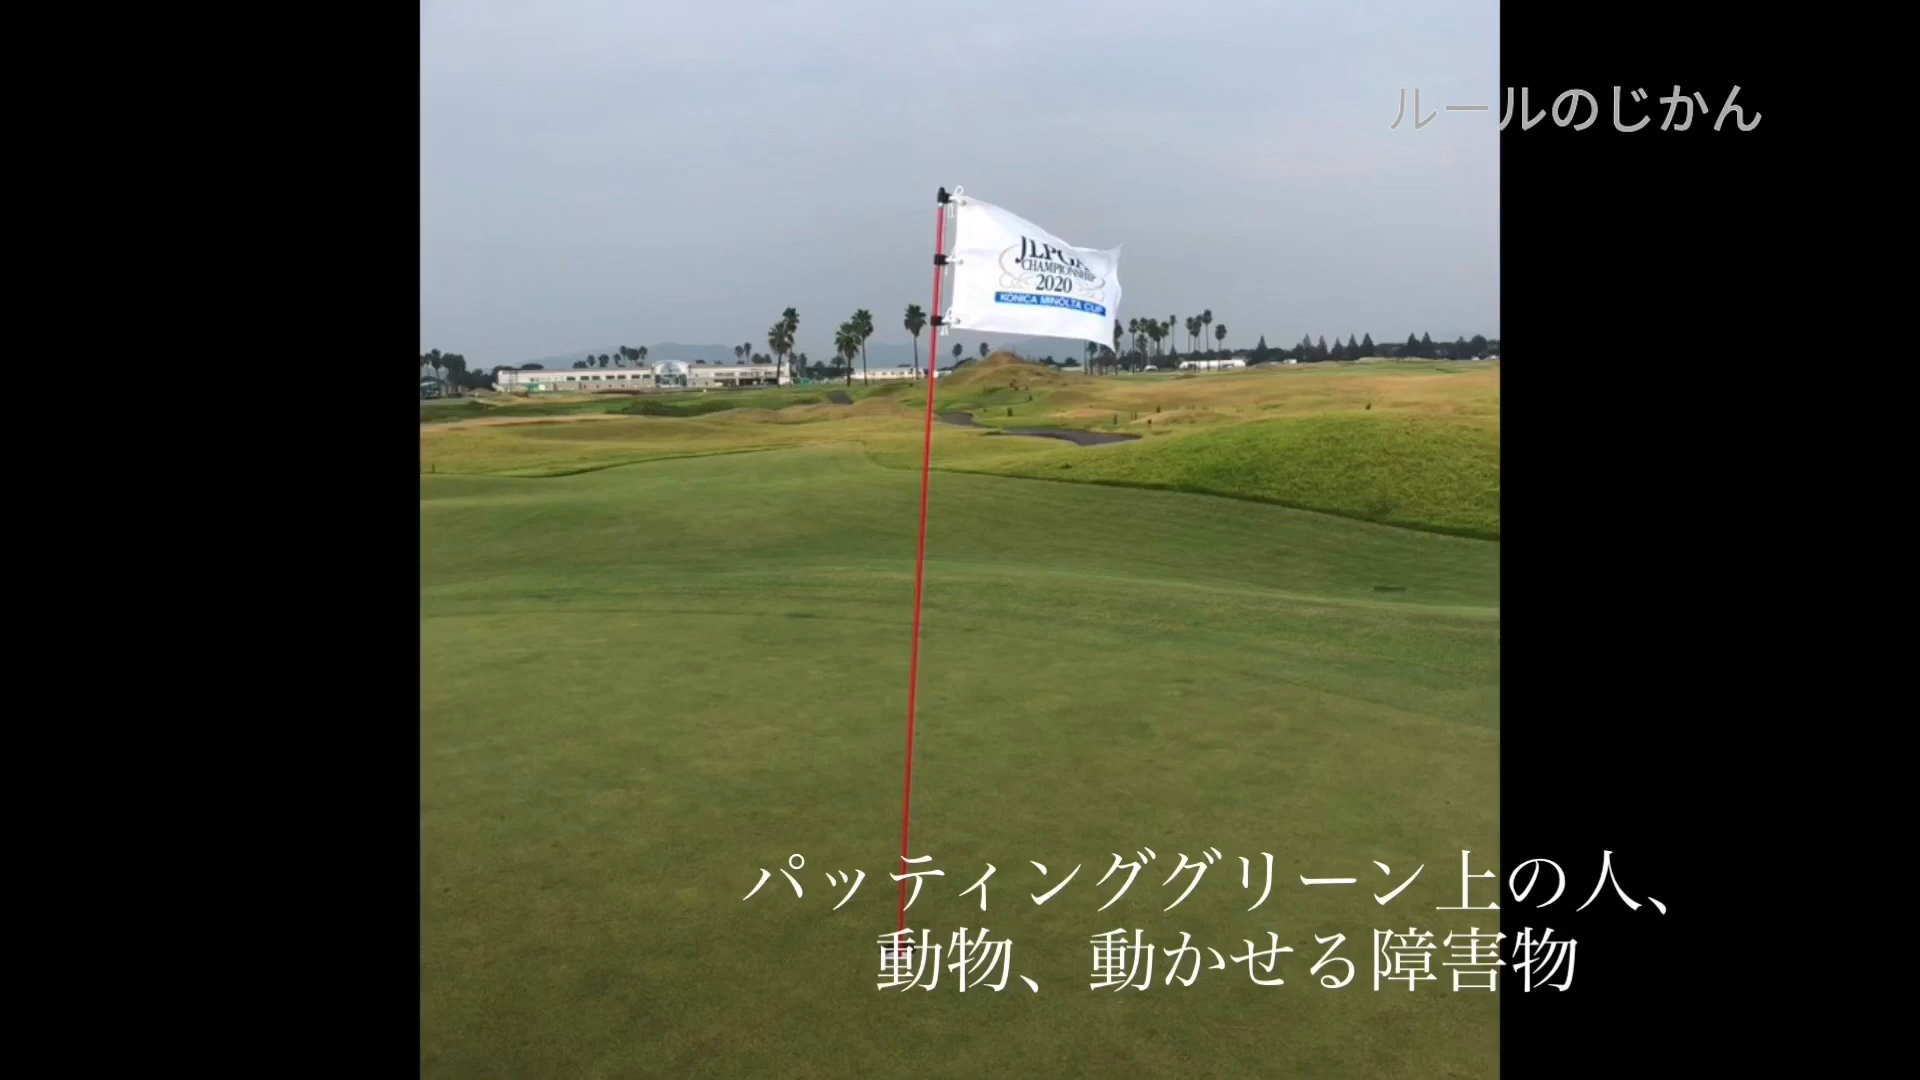 ルールのじかん
JLPGA
CHAMPIONSHIP
2020
KONICA MINOLTA CUP
パッティンググリーン上の人、
動物、動かせる障害物